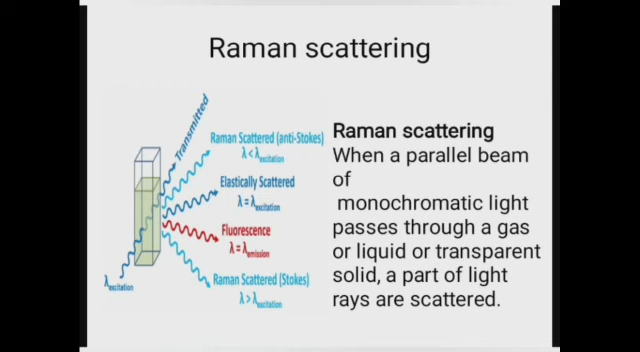 Raman scattering
Transmitted
Raman Scattered (anti-Stokes)
λ < λexcitation
Elastically Scattered
λ = λexcitation
Fluorescence
λ = λemission
Raman Scattered (Stokes)
λ > λexcitation
λexcitation
Raman scattering
When a parallel beam
of
monochromatic light
passes through a gas
or liquid or transparent
solid, a part of light
rays are scattered.